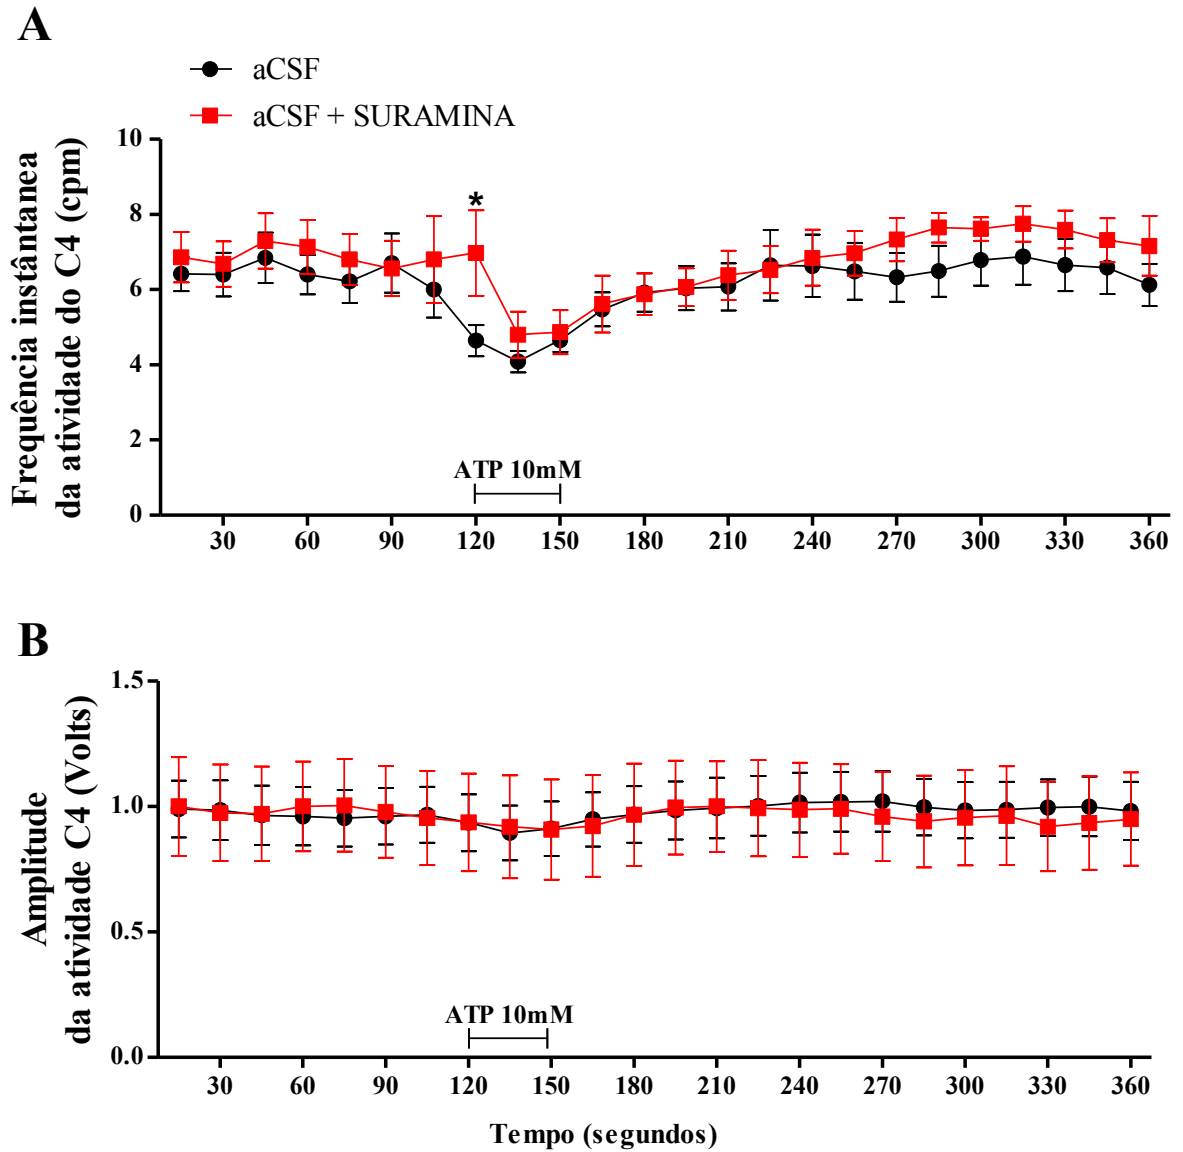 A
aCSF
aCSF + SURAMINA
Frequência instântanea
da atividade do C4 (cpm)
10
8
6
4
2
0
*
ATP 10mM
30 60 90 120 150 180 210 240 270 300 330 360
B
Amplitude
da atividade C4 (Volts)
1.5
1.0
0.5
0.0
ATP 10mM
30 60 90 120 150 180 210 240 270 300 330 360
Tempo (segundos)